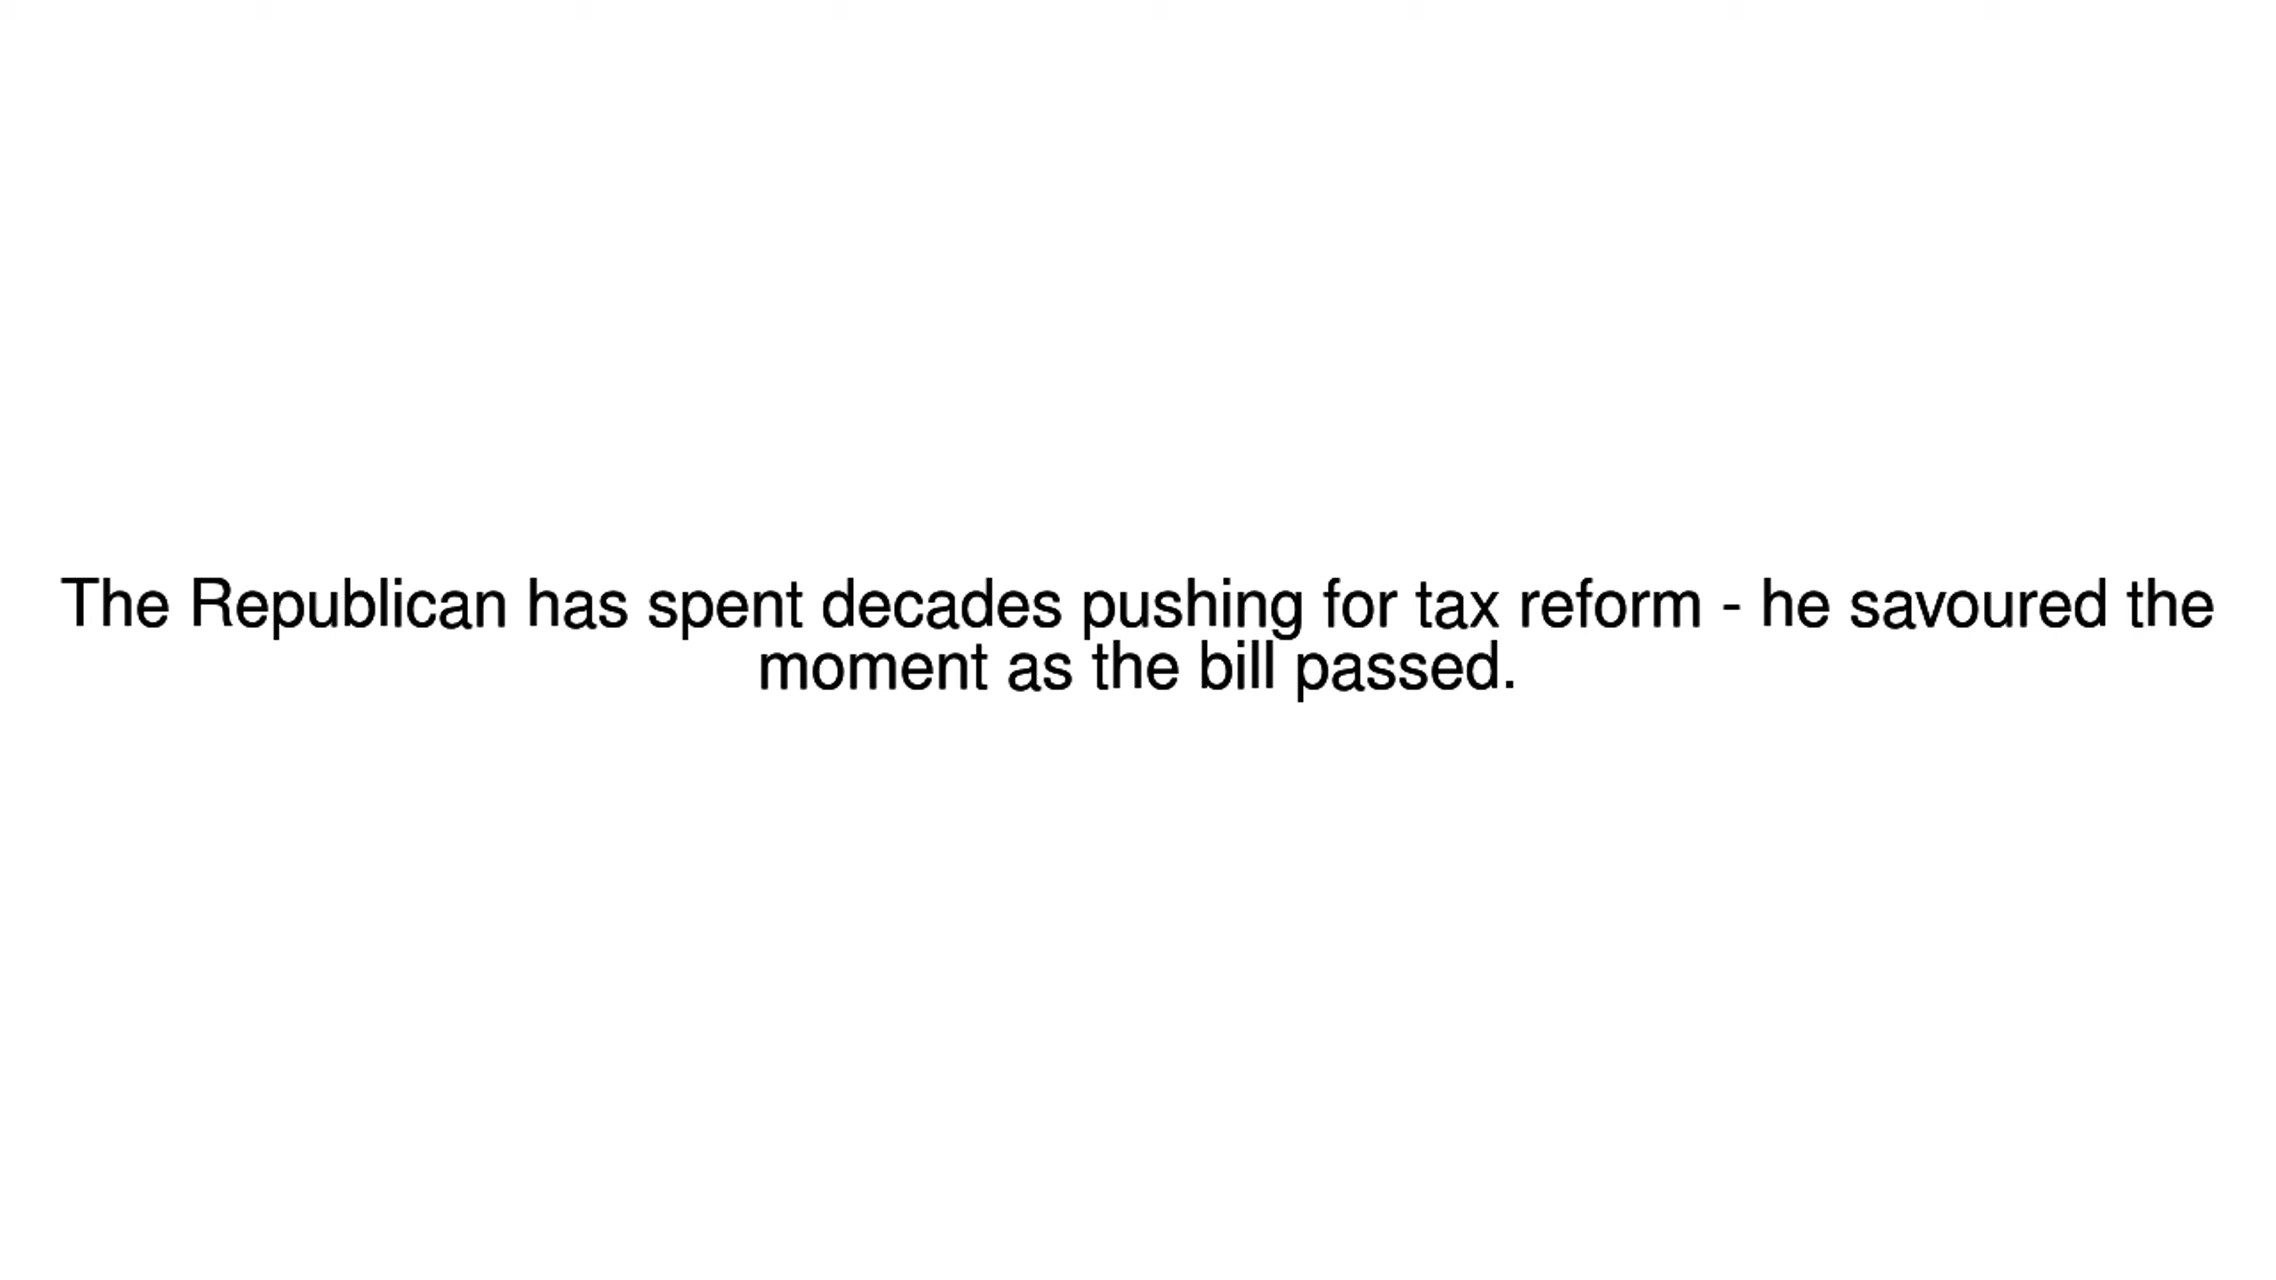 The Republican has spent decades pushing for tax reform - he savoured the
moment as the bill passed.